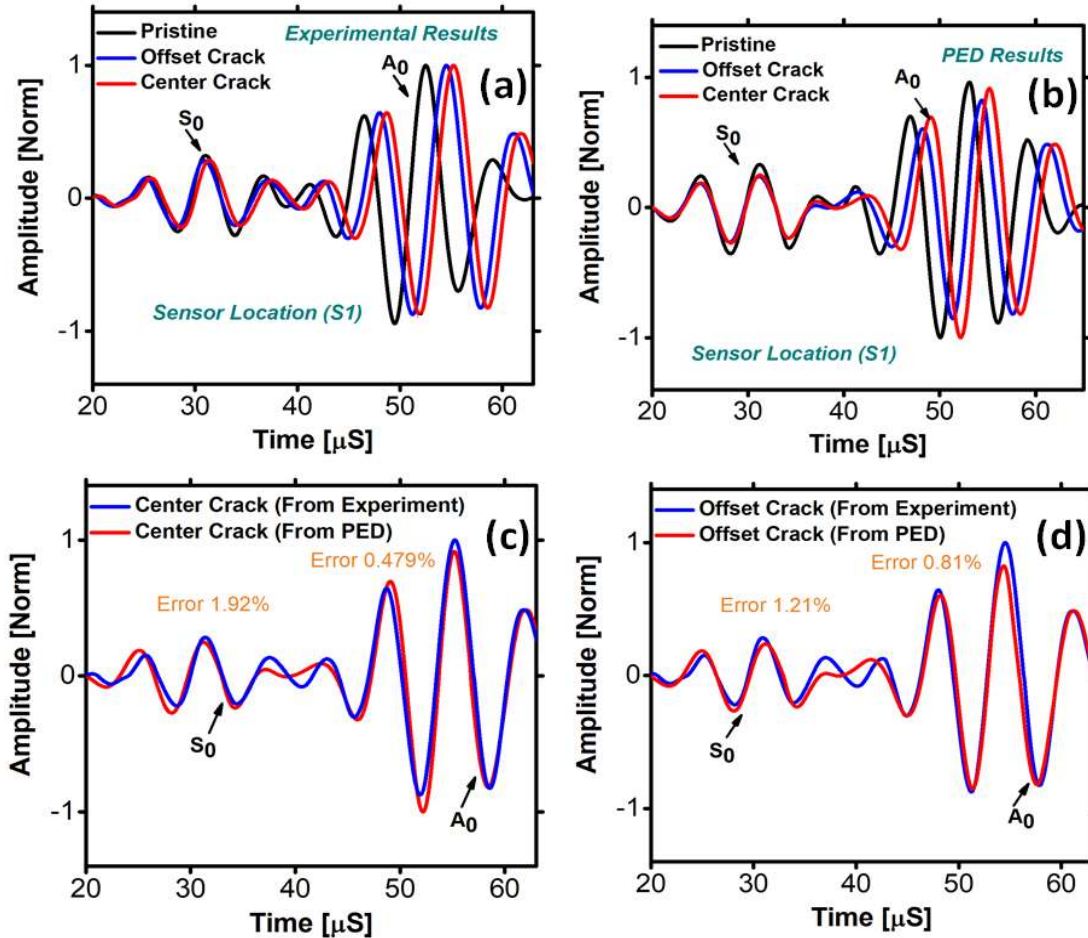 Pristine
Offset Crack
Center Crack
Experimental Results
(a)
A0
S0
1
0
-1
Amplitude [Norm]
Sensor Location (S1)
20 30 40 50 60
Time [μS]
Pristine
Offset Crack
Center Crack
PED Results
(b)
A0
S0
1
0
-1
Amplitude [Norm]
Sensor Location (S1)
20 30 40 50 60
Time [μS]
Center Crack (From Experiment)
Center Crack (From PED)
(c)
Error 0.479%
Error 1.92%
1
0
-1
Amplitude [Norm]
S0
A0
20 30 40 50 60
Time [μS]
Offset Crack (From Experiment)
Offset Crack (From PED)
(d)
Error 0.81%
Error 1.21%
1
0
-1
Amplitude [Norm]
S0
A0
20 30 40 50 60
Time [μS]